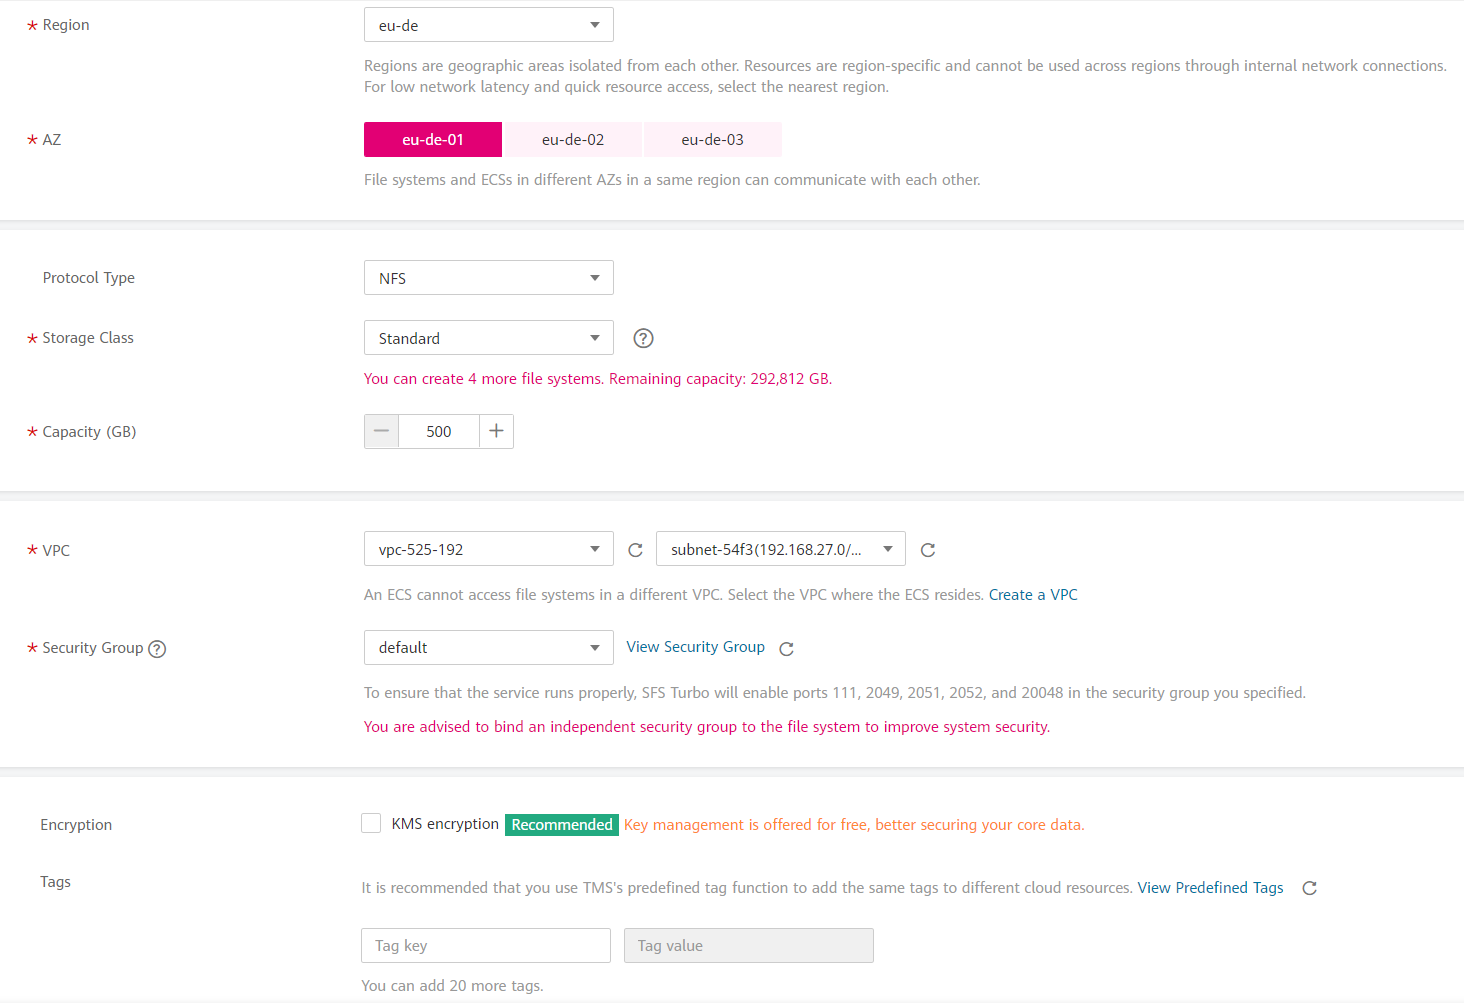 * Region
eu-de
Regions are geographic areas isolated from each other. Resources are region-specific and cannot be used across regions through internal network connections.
For low network latency and quick resource access, select the nearest region.
* AZ
eu-de-01 eu-de-02 eu-de-03
File systems and ECSs in different AZs in a same region can communicate with each other.
Protocol Type
NFS
* Storage Class
Standard ?
You can create 4 more file systems. Remaining capacity: 292,812 GB.
* Capacity (GB)
− 500 +
* VPC
vpc-525-192 subnet-54f3(192.168.27.0/...
An ECS cannot access file systems in a different VPC. Select the VPC where the ECS resides. Create a VPC
* Security Group ?
default View Security Group
To ensure that the service runs properly, SFS Turbo will enable ports 111, 2049, 2051, 2052, and 20048 in the security group you specified.
You are advised to bind an independent security group to the file system to improve system security.
Encryption
KMS encryption Recommended Key management is offered for free, better securing your core data.
Tags
It is recommended that you use TMS's predefined tag function to add the same tags to different cloud resources. View Predefined Tags
Tag key Tag value
You can add 20 more tags.